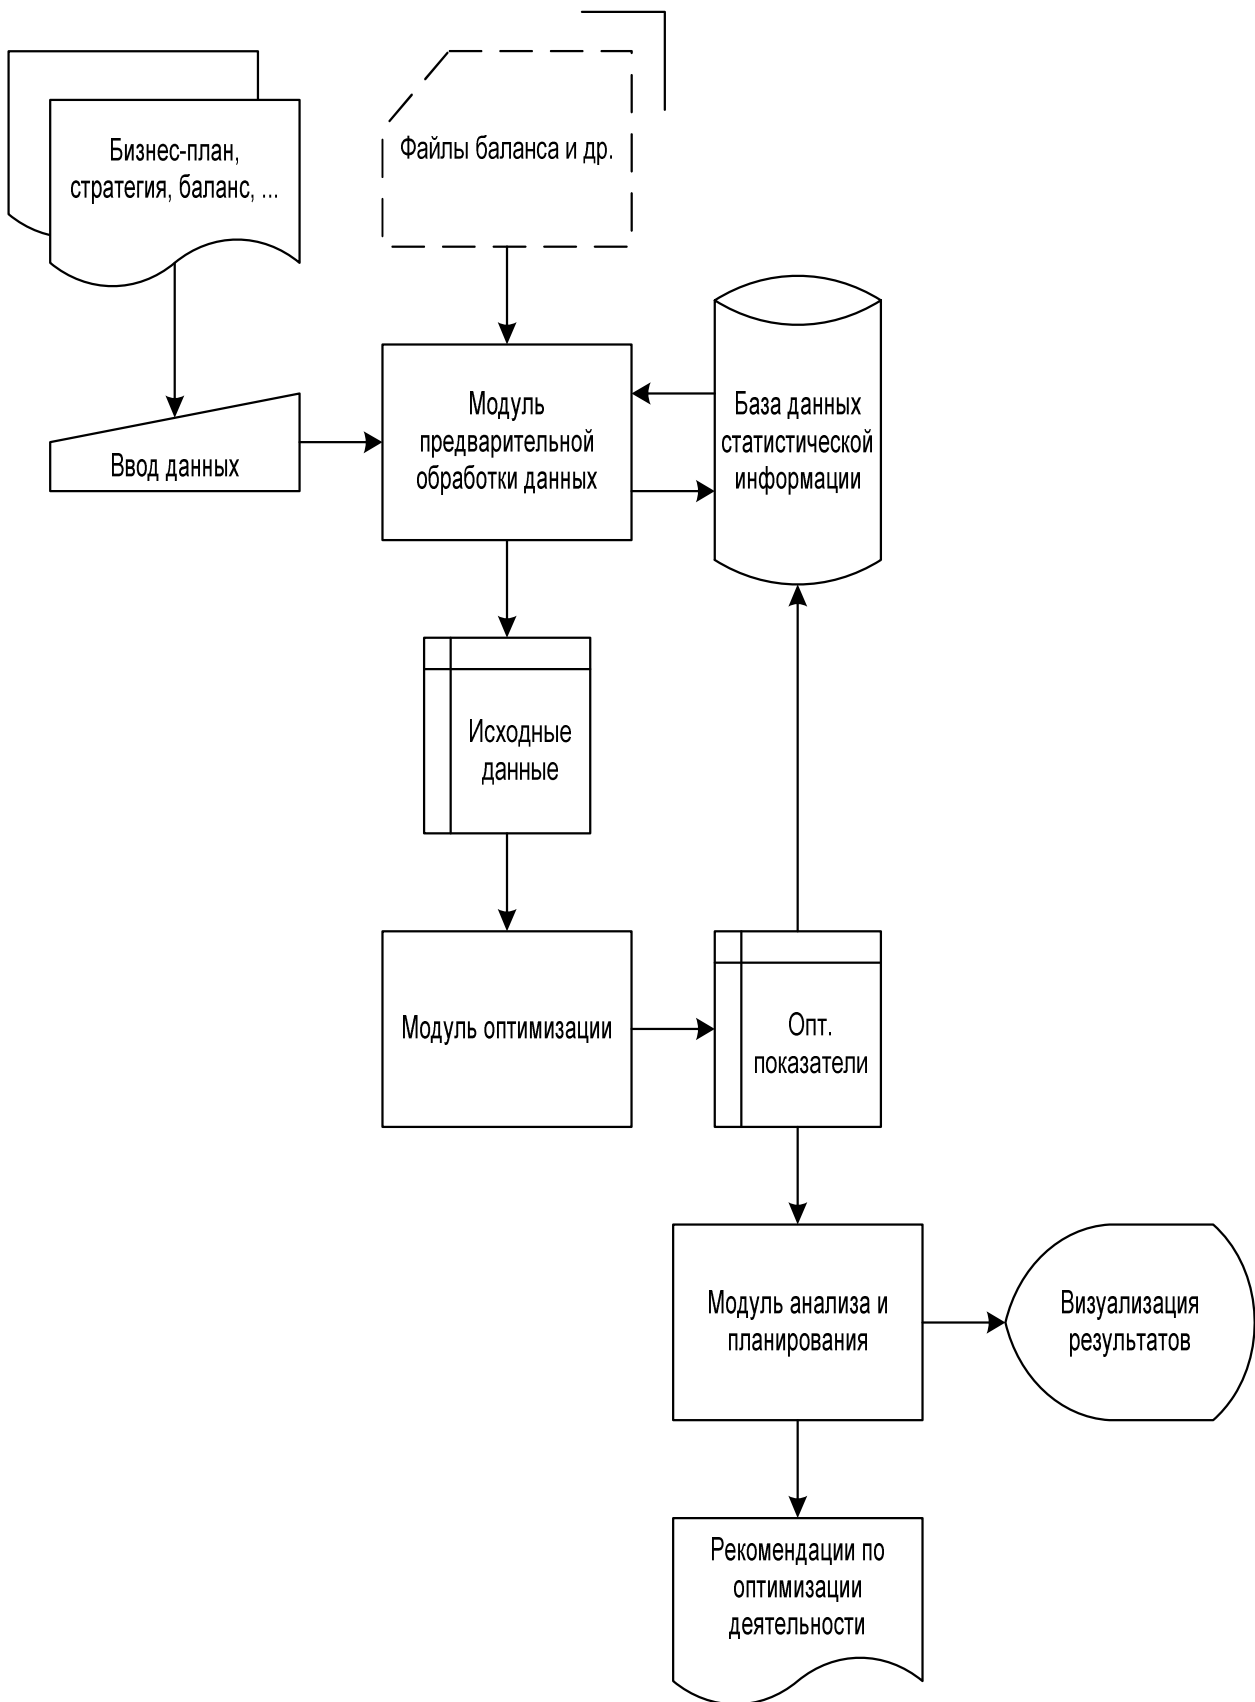 Бизнес-план,
стратегия, баланс, ...
Файлы баланса и др.
Ввод данных
Модуль
предварительной
обработки данных
База данных
статистической
информации
Исходные
данные
Модуль оптимизации
Опт.
показатели
Модуль анализа и
планирования
Визуализация
результатов
Рекомендации по
оптимизации
деятельности